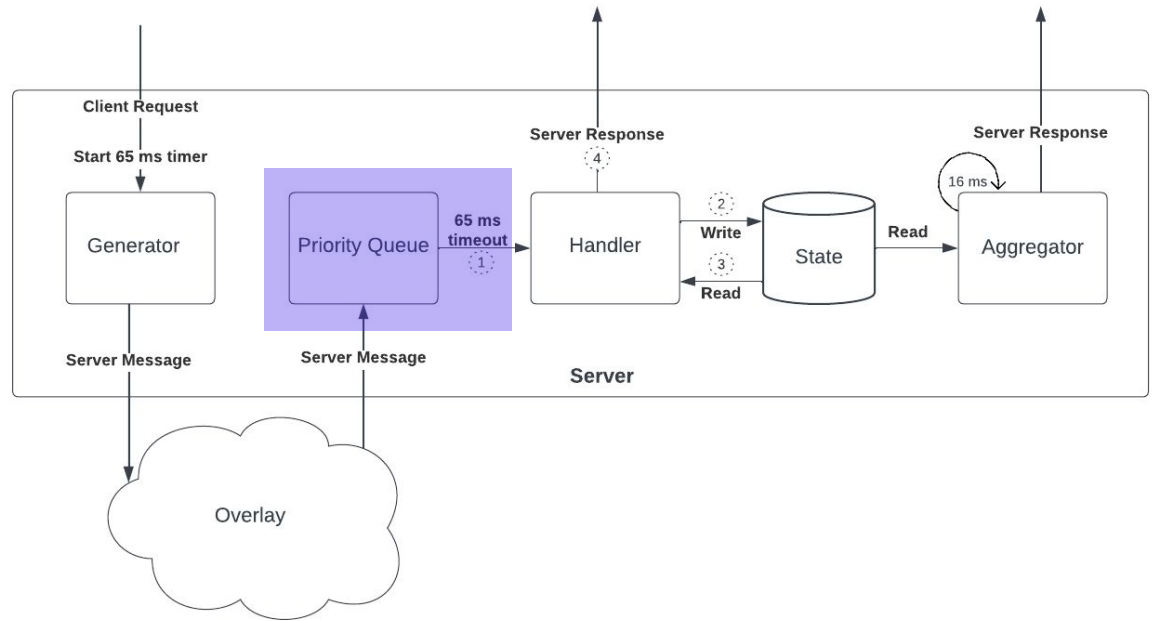 Client Request
Start 65 ms timer
Generator
Server Message
Priority Queue
65 ms
timeout
1
Server Message
Server Response
4
Handler
2
Write
3
Read
State
Read
Server Response
16 ms
Aggregator
Server
Overlay